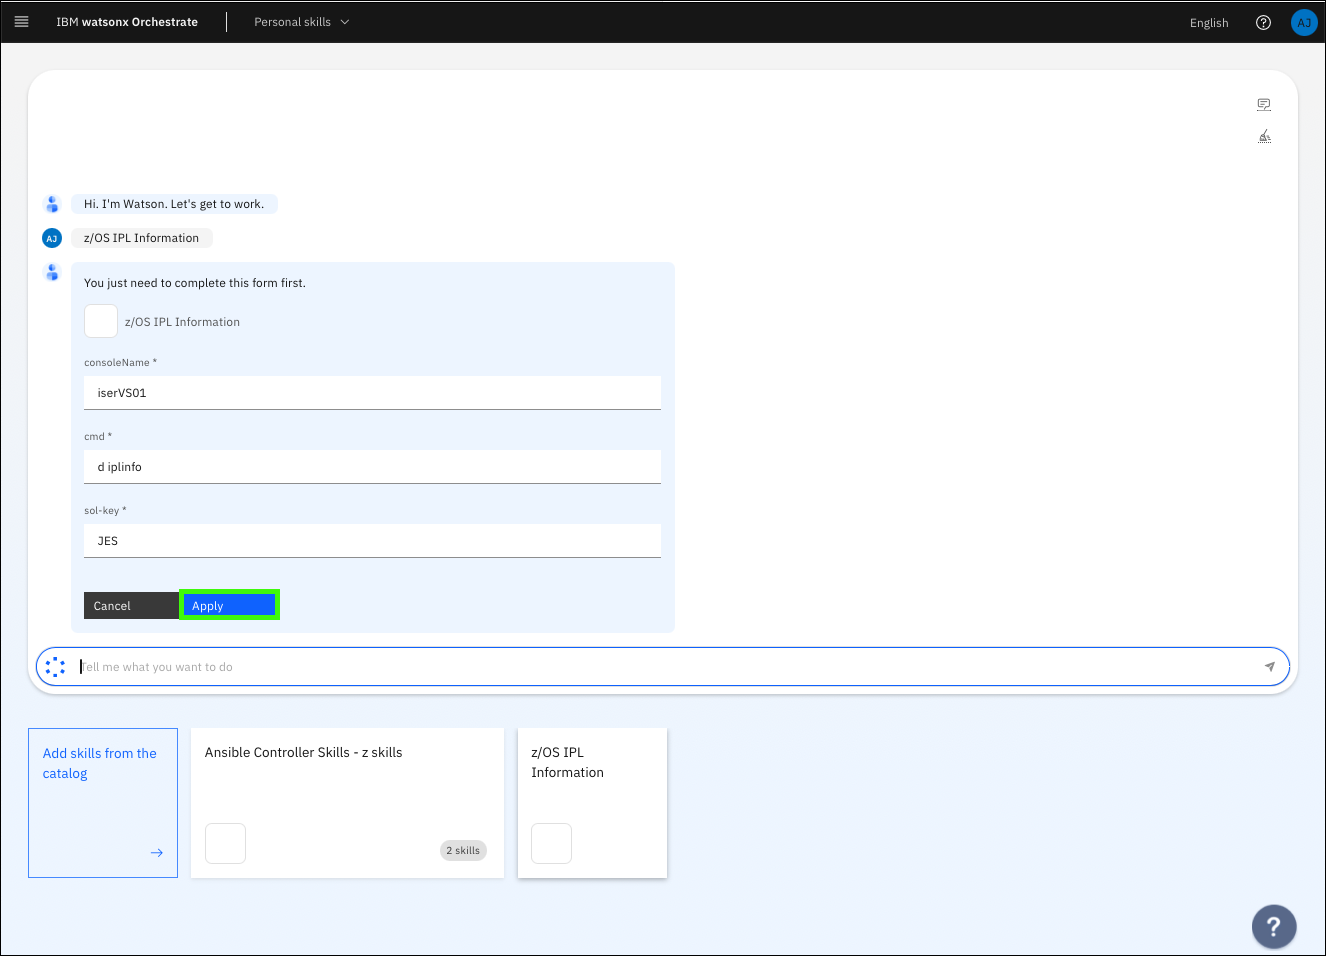 IBM watsonx Orchestrate
Personal skills
English
AJ
Hi. I'm Watson. Let's get to work.
AJ
z/OS IPL Information
You just need to complete this form first.
z/OS IPL Information
consoleName *
iserVS01
cmd *
d iplinfo
sol-key *
JES
Cancel
Apply
Tell me what you want to do
Add skills from the
catalog
Ansible Controller Skills - z skills
2 skills
z/OS IPL
Information
?